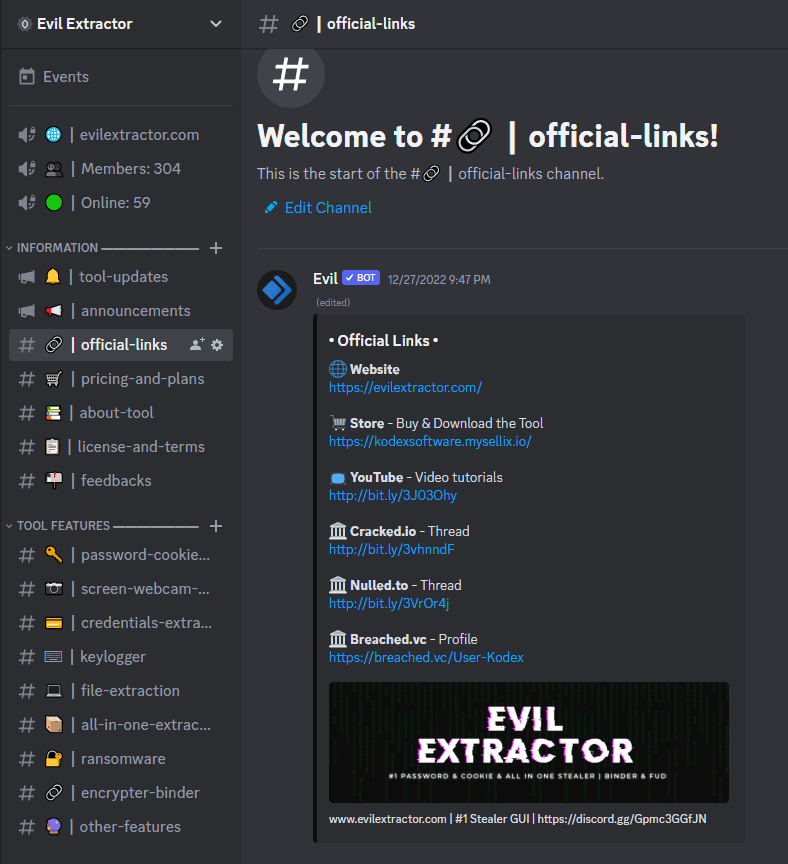 Evil Extractor
Events
| evilextractor.com
| Members: 304
| Online: 59
INFORMATION ————————
| tool-updates
| announcements
| official-links
| pricing-and-plans
| about-tool
| license-and-terms
| feedbacks
TOOL FEATURES ———————
| password-cookie...
| screen-webcam-...
| credentials-extra...
| keylogger
| file-extraction
| all-in-one-extrac...
| ransomware
| encrypter-binder
| other-features
# | official-links
#
Welcome to # | official-links!
This is the start of the # | official-links channel.
Edit Channel
Evil ✓ BOT 12/27/2022 9:47 PM
(edited)
• Official Links •
Website
https://evilextractor.com/
Store - Buy & Download the Tool
https://kodexsoftware.mysellix.io/
YouTube - Video tutorials
http://bit.ly/3J03Ohy
Cracked.io - Thread
http://bit.ly/3vhnndF
Nulled.to - Thread
http://bit.ly/3VrOr4j
Breached.vc - Profile
https://breached.vc/User-Kodex
EVIL
EXTRACTOR
#1 PASSWORD & COOKIE & ALL IN ONE STEALER | BINDER & FUD
www.evilextractor.com | #1 Stealer GUI | https://discord.gg/Gpmc3GGfJN